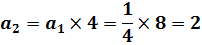 a₂ = a₁ × 4 = 1/4 × 8 = 2